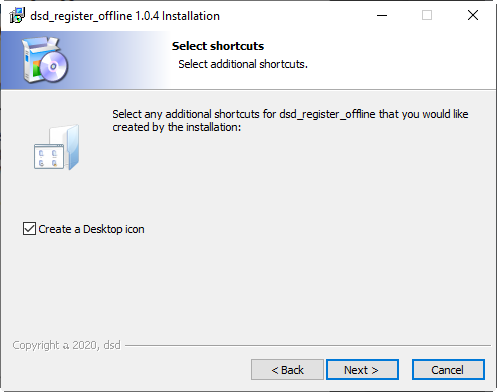 dsd_register_offline 1.0.4 Installation
Select shortcuts
Select additional shortcuts.
Select any additional shortcuts for dsd_register_offline that you would like
created by the installation:
Create a Desktop icon
Copyright a 2020, dsd
< Back
Next >
Cancel